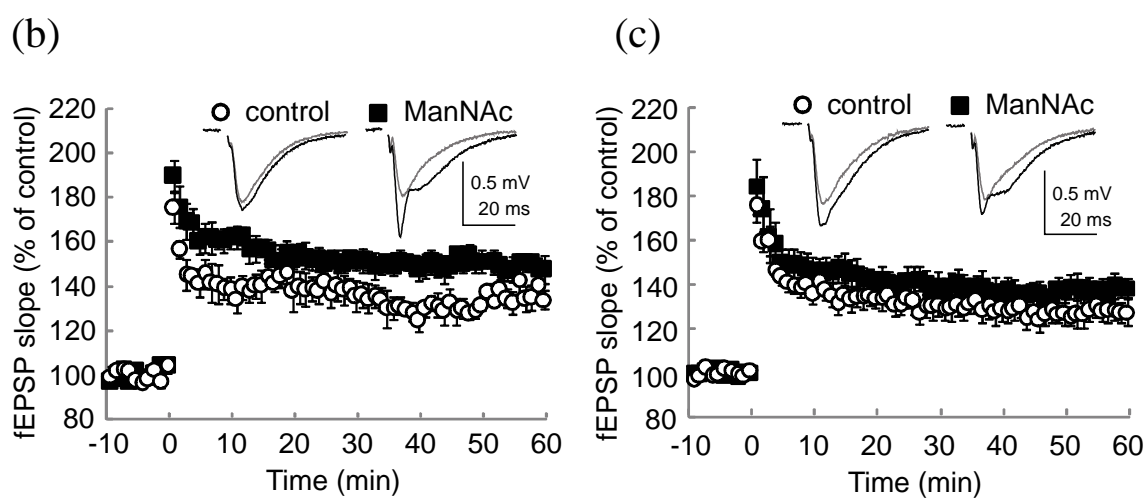 (b)
fEPSP slope (% of control)
220
200
180
160
140
120
100
80
control
ManNAc
0.5 mV
20 ms
-10
0
10
20
30
40
50
60
Time (min)
(c)
fEPSP slope (% of control)
220
200
180
160
140
120
100
80
control
ManNAc
0.5 mV
20 ms
-10
0
10
20
30
40
50
60
Time (min)